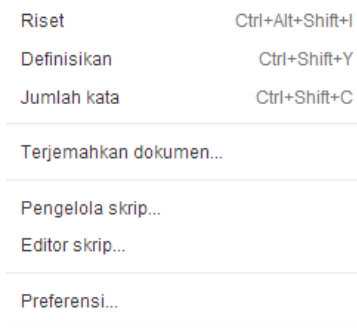 Riset Ctrl+Alt+Shift+I
Definisikan Ctrl+Shift+Y
Jumlah kata Ctrl+Shift+C
Terjemahkan dokumen...
Pengelola skrip...
Editor skrip...
Preferensi...